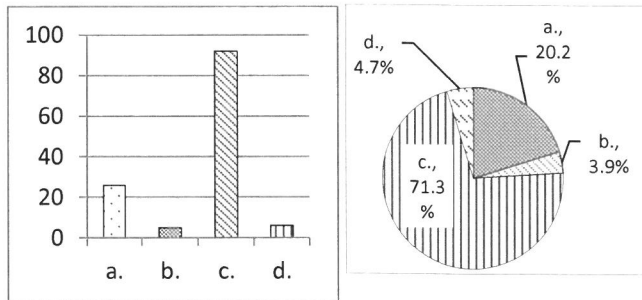 100
80
60
40
20
0
a. b. c. d.
a.,
20.2
%
b.,
3.9%
c.,
71.3
%
d.,
4.7%